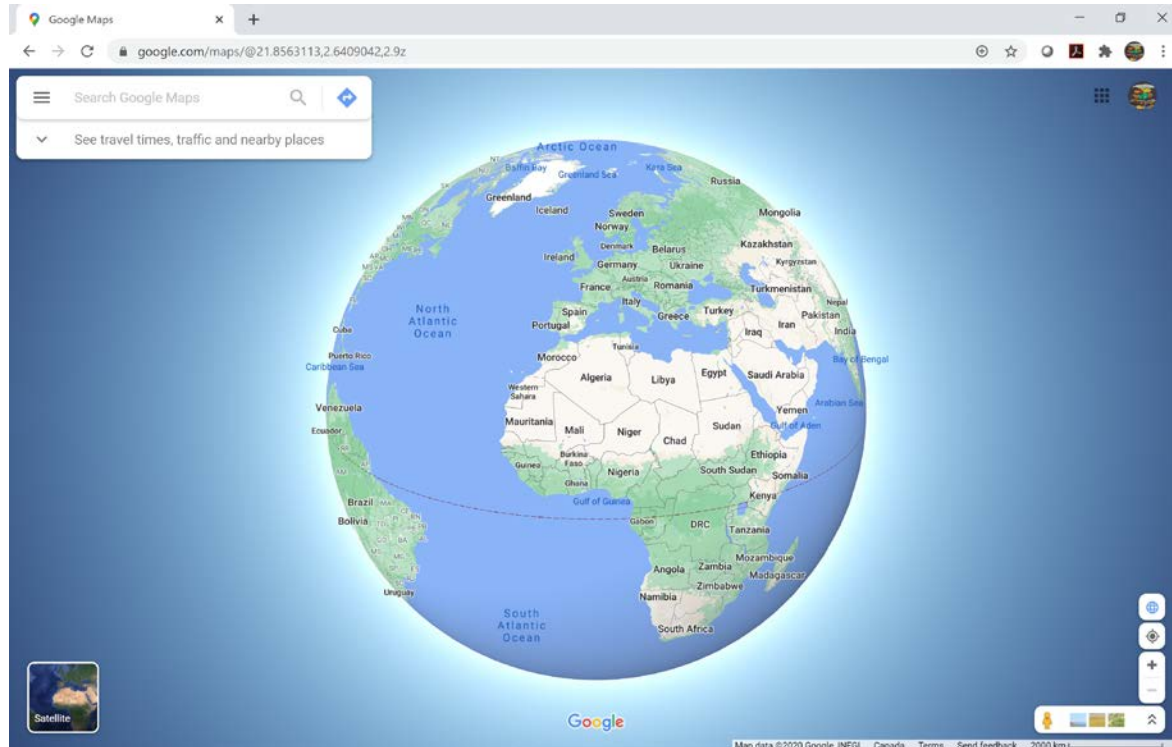 Google Maps
google.com/maps/@21.8563113,2.6409042,2.9z
Search Google Maps
See travel times, traffic and nearby places
Arctic Ocean
NT
Baffin Bay
Greenland Sea
Kara Sea
Russia
Greenland
Iceland
Sweden
Mongolia
Norway
Denmark
Belarus
Kazakhstan
Ireland
Germany
Ukraine
Kyrgyzstan
Austria
France
Romania
Turkmenistan
Italy
Nepal
North
Atlantic
Ocean
Spain
Greece
Turkey
Pakistan
Portugal
Iraq
Iran
India
Cuba
Tunisia
Puerto Rico
Morocco
Bay of Bengal
Caribbean Sea
Algeria
Libya
Egypt
Saudi Arabia
Western
Sahara
Arabian Sea
Venezuela
Yemen
Mauritania
Mali
Niger
Chad
Sudan
Gulf of Aden
Ecuador
Burkina
Faso
Ethiopia
Guinea
Nigeria
South Sudan
Somalia
Ghana
Kenya
Brazil
Gulf of Guinea
Bolivia
Gabon
DRC
Tanzania
Mozambique
Angola
Zambia
Madagascar
Zimbabwe
Uruguay
Namibia
South
Atlantic
Ocean
South Africa
Satellite
Google
Map data ©2020 Google, INEGI Canada Terms Send feedback 2000 km